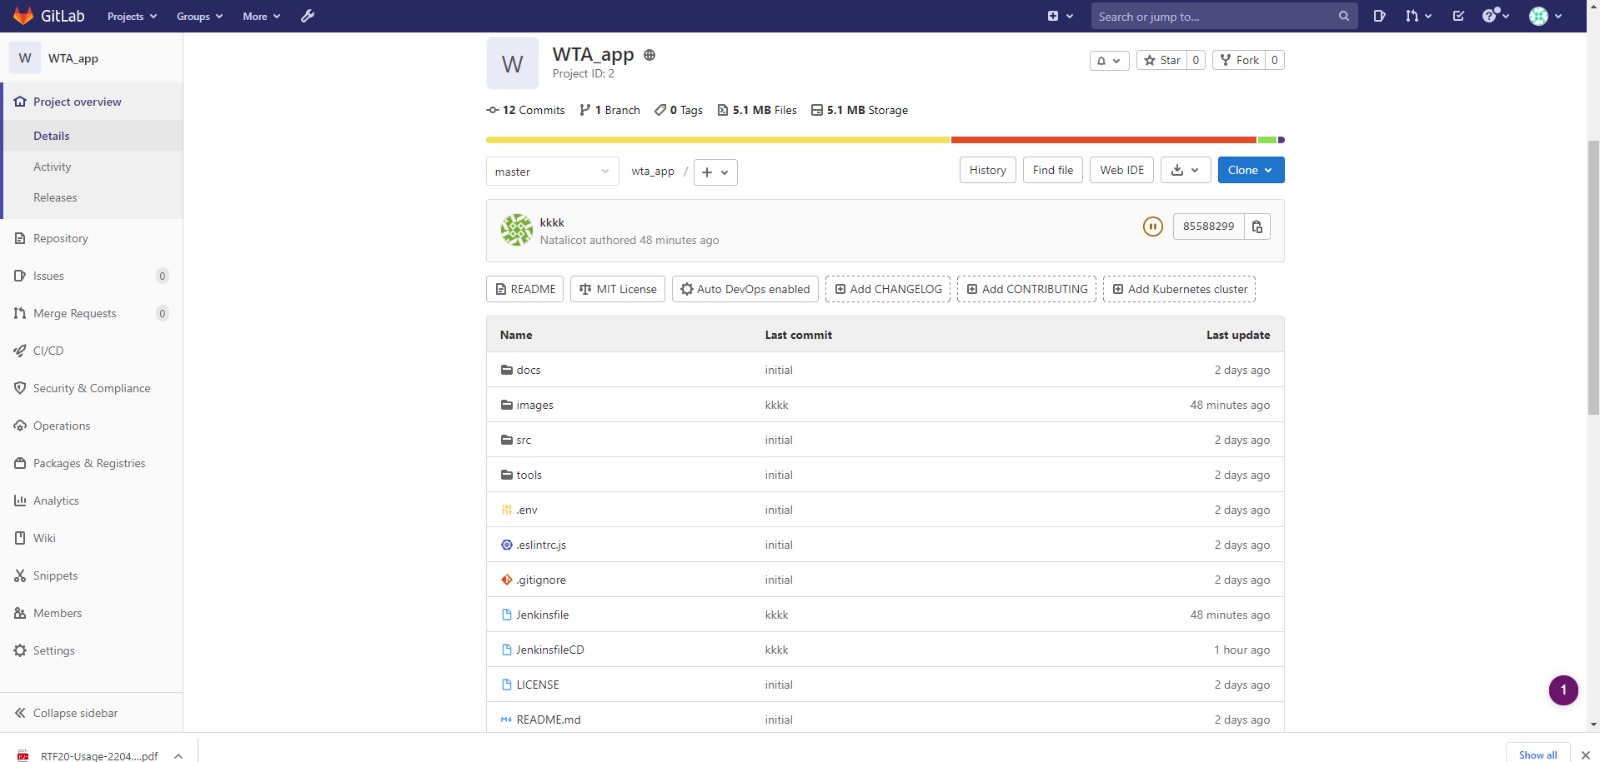 GitLab Projects Groups More Search or jump to...
W WTA_app
Project overview
Details
Activity
Releases
Repository
Issues 0
Merge Requests 0
CI/CD
Security & Compliance
Operations
Packages & Registries
Analytics
Wiki
Snippets
Members
Settings
Collapse sidebar
W WTA_app
Project ID: 2
Star 0 Fork 0
12 Commits 1 Branch 0 Tags 5.1 MB Files 5.1 MB Storage
master wta_app / + History Find file Web IDE Clone
kkkk
Natalicot authored 48 minutes ago
85588299
README MIT License Auto DevOps enabled Add CHANGELOG Add CONTRIBUTING Add Kubernetes cluster
Name Last commit Last update
docs initial 2 days ago
images kkkk 48 minutes ago
src initial 2 days ago
tools initial 2 days ago
.env initial 2 days ago
.eslintrc.js initial 2 days ago
.gitignore initial 2 days ago
Jenkinsfile kkkk 48 minutes ago
JenkinsfileCD kkkk 1 hour ago
LICENSE initial 2 days ago
README.md initial 2 days ago
1
RTF20-Usage-2204....pdf Show all